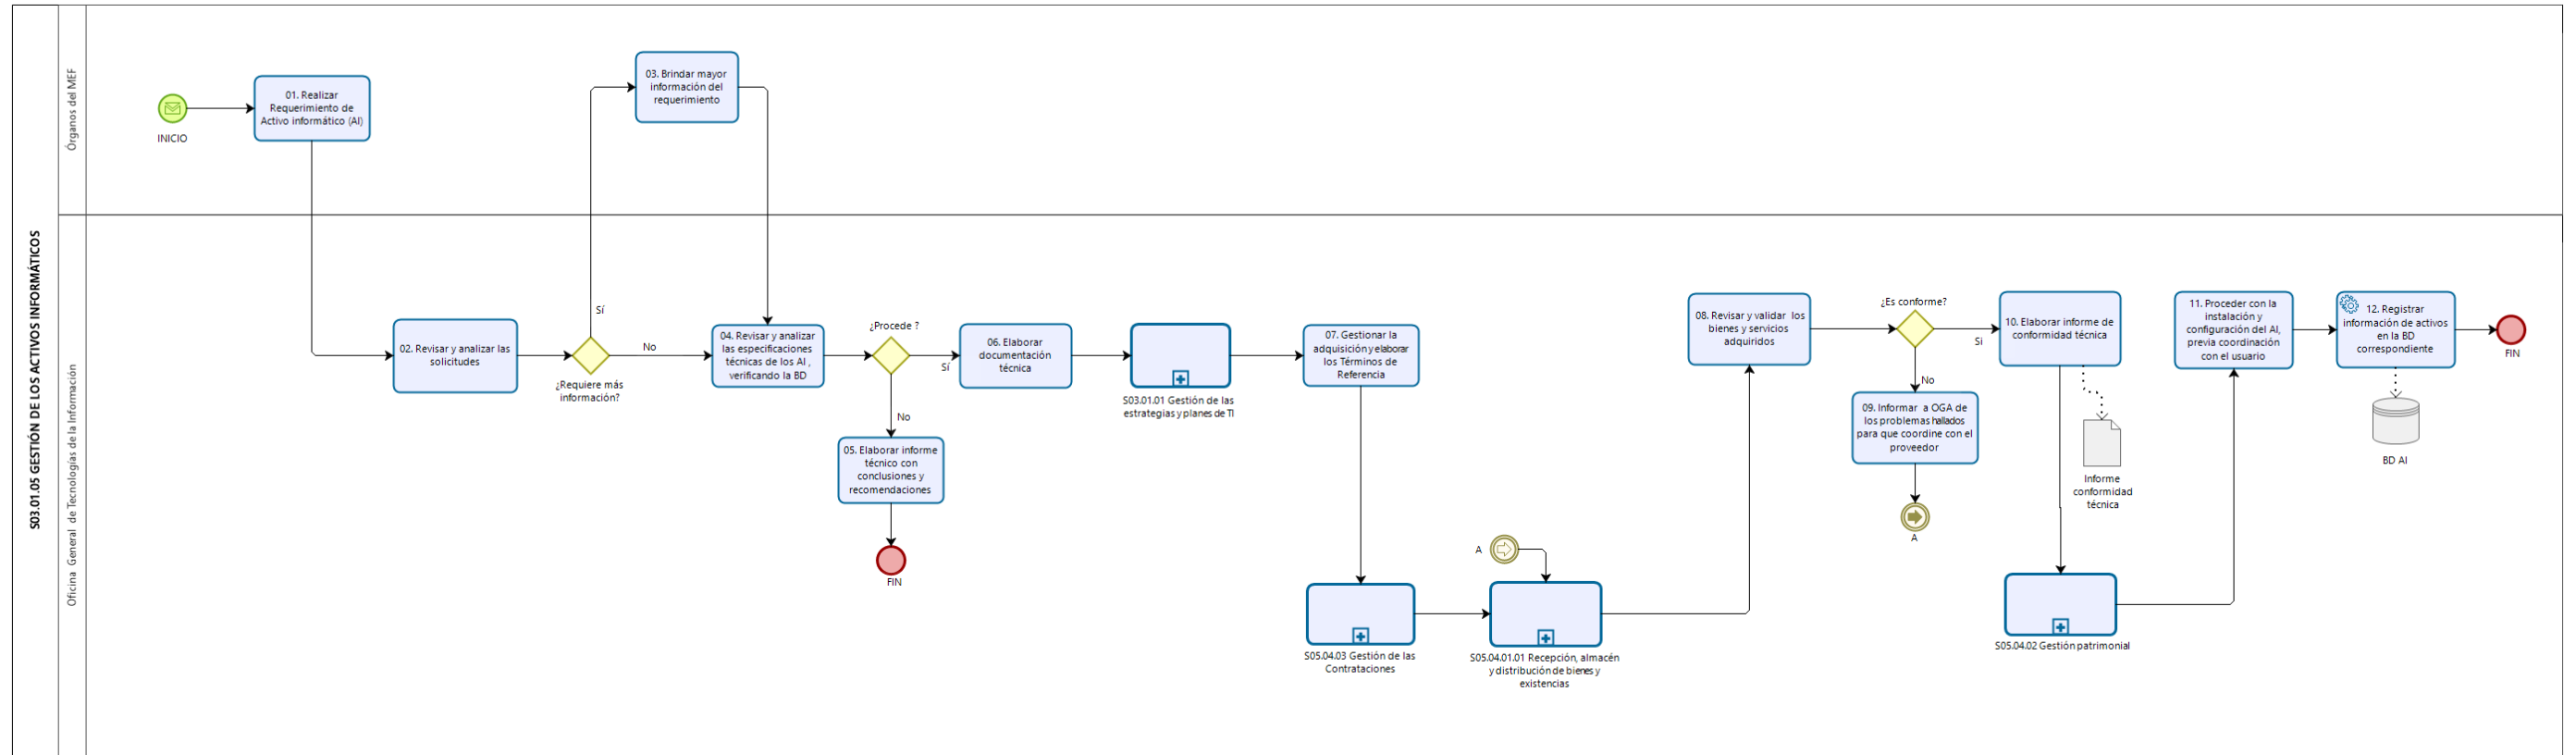 S03.01.05 GESTIÓN DE LOS ACTIVOS INFORMÁTICOS
Órganos del MEF
INICIO
01. Realizar
Requerimiento de
Activo informático (AI)
03. Brindar mayor
información del
requerimiento
Oficina General de Tecnologías de la Información
02. Revisar y analizar las
solicitudes
¿Requiere más
información?
Sí
No
04. Revisar y analizar
las especificaciones
técnicas de los AI ,
verificando la BD
¿Procede ?
Sí
No
05. Elaborar informe
técnico con
conclusiones y
recomendaciones
FIN
06. Elaborar
documentación
técnica
S03.01.01 Gestión de las
estrategias y planes de TI
07. Gestionar la
adquisición y elaborar
los Términos de
Referencia
S05.04.03 Gestión de las
Contrataciones
A
S05.04.01.01 Recepción, almacén
y distribución de bienes y
existencias
08. Revisar y validar los
bienes y servicios
adquiridos
¿Es conforme?
Si
No
09. Informar a OGA de
los problemas hallados
para que coordine con el
proveedor
A
10. Elaborar informe de
conformidad técnica
Informe
conformidad
técnica
S05.04.02 Gestión patrimonial
11. Proceder con la
instalación y
configuración del AI,
previa coordinación
con el usuario
12. Registrar
información de activos
en la BD
correspondiente
BD AI
FIN